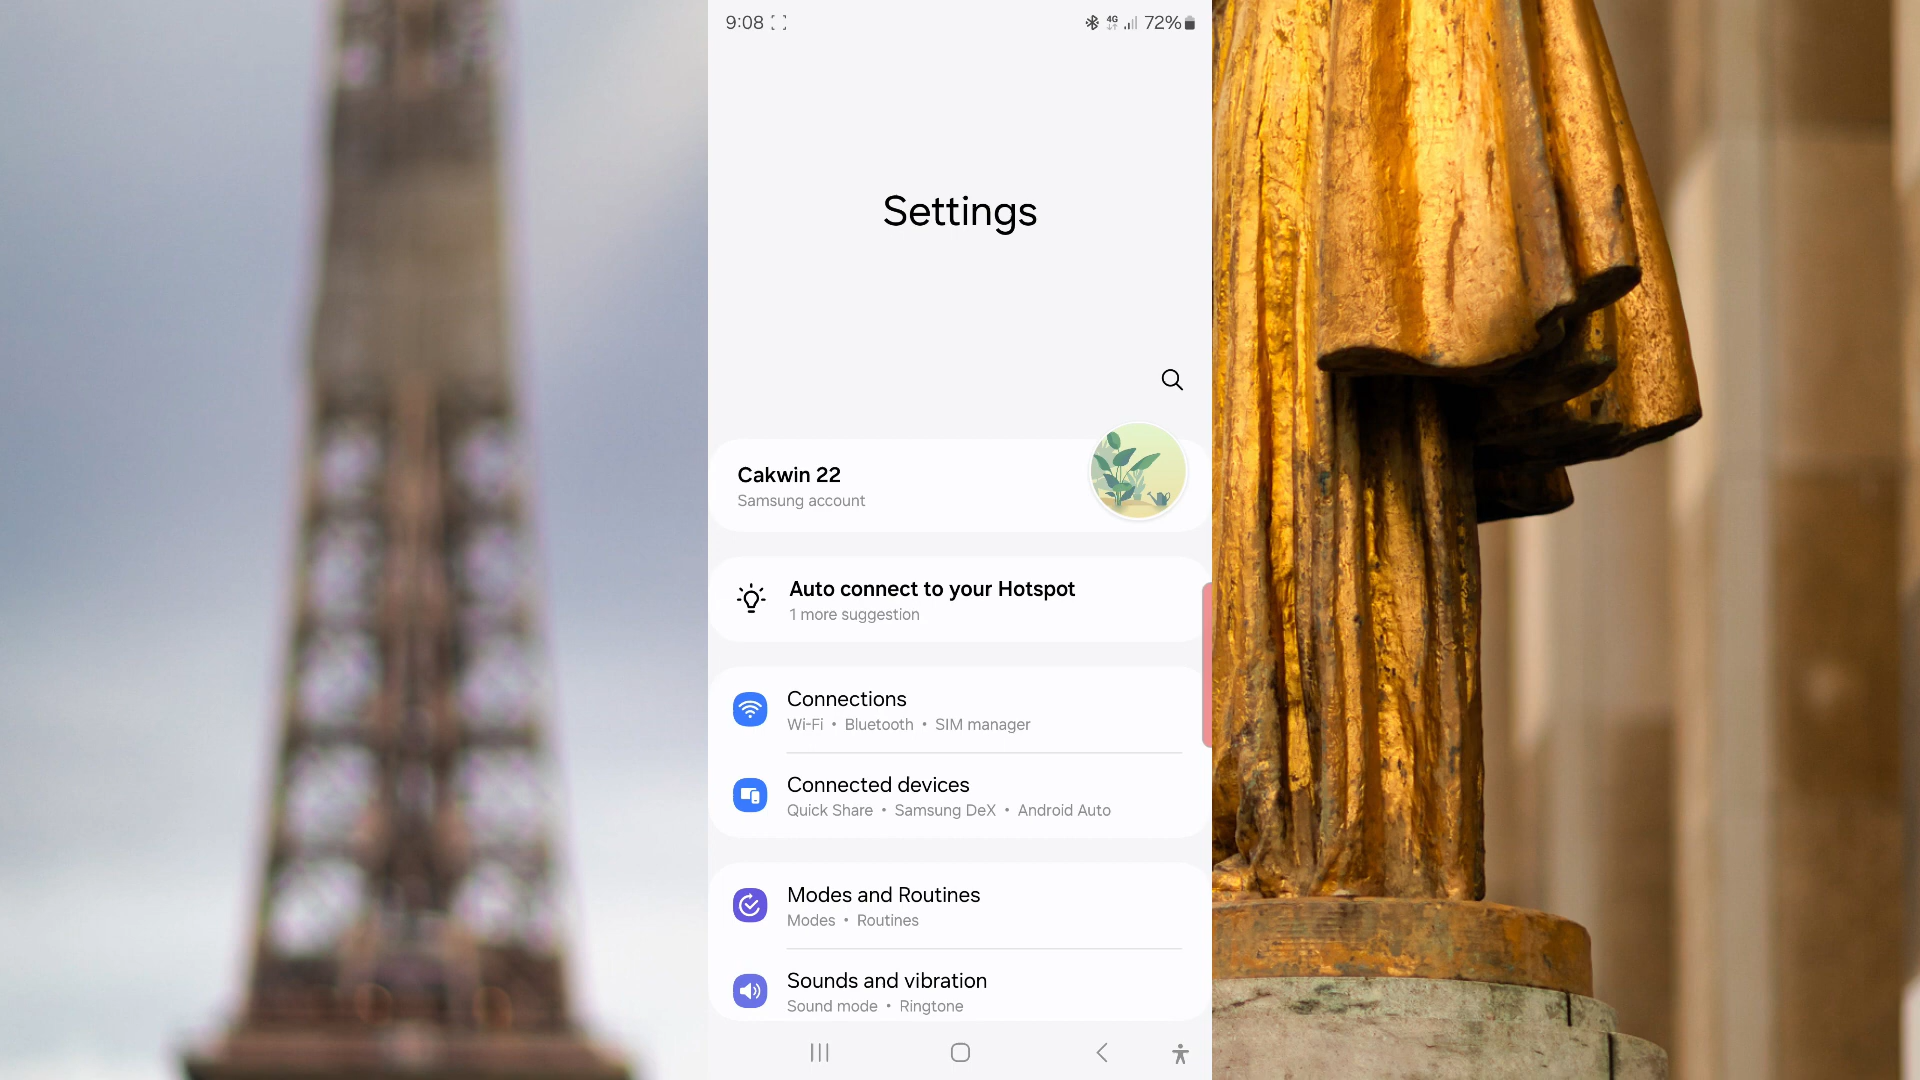 9:08 4G 72%
Settings
Cakwin 22
Samsung account
Auto connect to your Hotspot
1 more suggestion
Connections
Wi-Fi • Bluetooth • SIM manager
Connected devices
Quick Share • Samsung DeX • Android Auto
Modes and Routines
Modes • Routines
Sounds and vibration
Sound mode • Ringtone